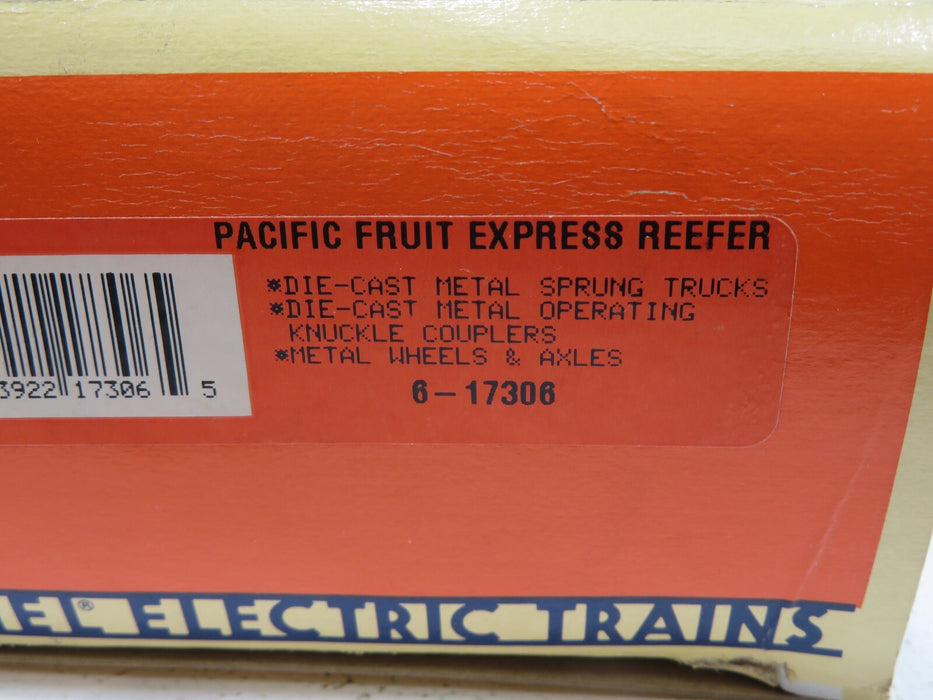 PACIFIC FRUIT EXPRESS REEFER
*DIE-CAST METAL SPRUNG TRUCKS
*DIE-CAST METAL OPERATING
KNUCKLE COUPLERS
*METAL WHEELS & AXLES
6-17306
3922 17306 5
NEL® ELECTRIC TRAINS